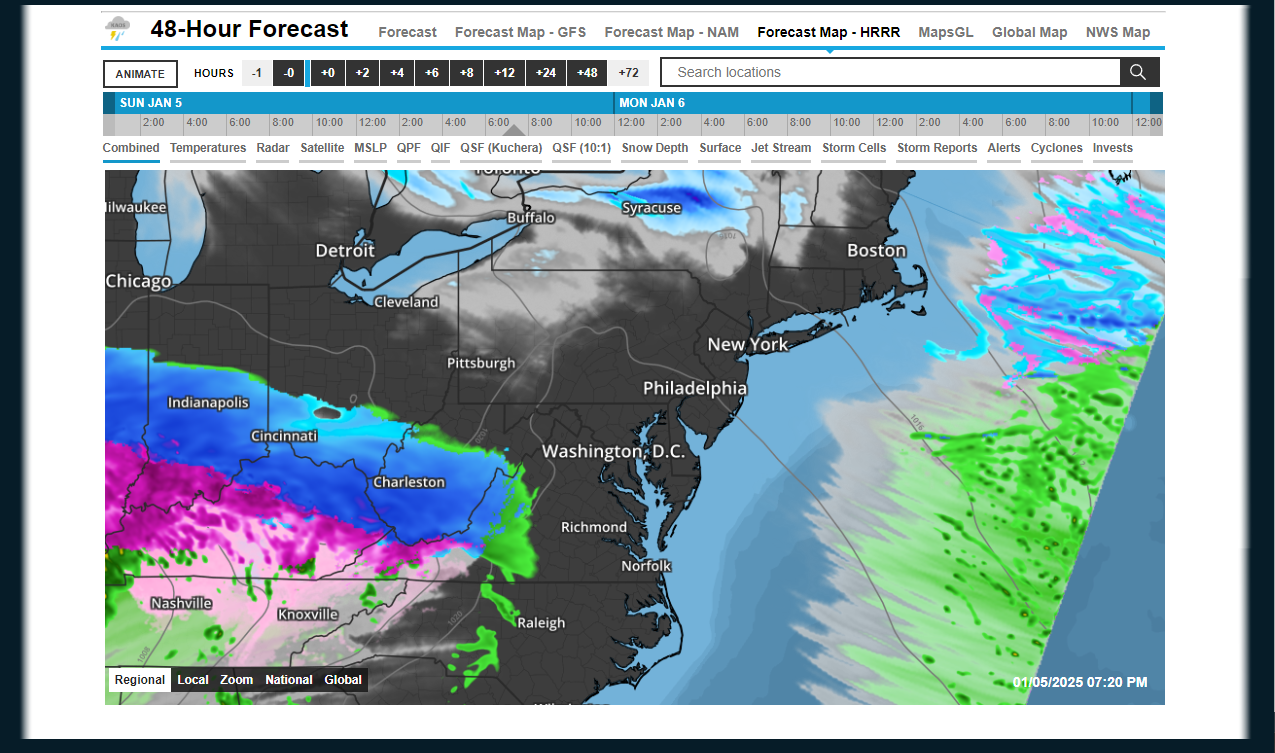 48-Hour Forecast
Forecast Forecast Map - GFS Forecast Map - NAM Forecast Map - HRRR MapsGL Global Map NWS Map
ANIMATE HOURS -1 -0 +0 +2 +4 +6 +8 +12 +24 +48 +72 Search locations
SUN JAN 5 MON JAN 6
2:00 4:00 6:00 8:00 10:00 12:00 2:00 4:00 6:00 8:00 10:00 12:00 2:00 4:00 6:00 8:00 10:00 12:00 2:00 4:00 6:00 8:00 10:00 12:00
Combined Temperatures Radar Satellite MSLP QPF QIF QSF (Kuchera) QSF (10:1) Snow Depth Surface Jet Stream Storm Cells Storm Reports Alerts Cyclones Invests
Toronto
ilwaukee
Buffalo
Syracuse
Detroit
Boston
Chicago
Cleveland
New York
Pittsburgh
Philadelphia
Indianapolis
Cincinnati
Washington, D.C.
1016
1020
Charleston
Richmond
Norfolk
Nashville
Knoxville
1020
Raleigh
1008
Regional Local Zoom National Global
01/05/2025 07:20 PM